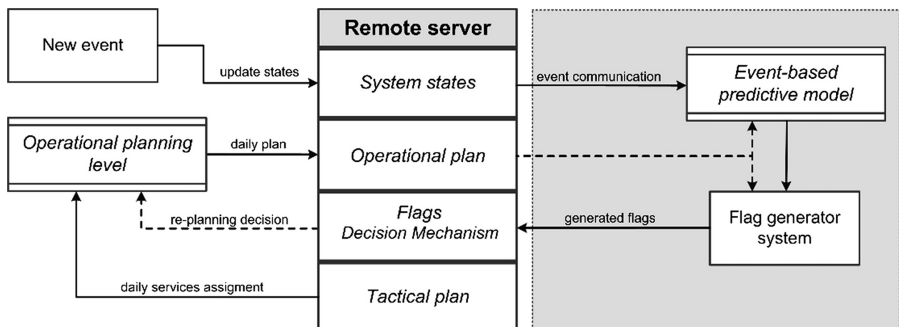 New event
update states
Remote server
System states
event communication
Event-based
predictive model
Operational planning
level
daily plan
Operational plan
re-planning decision
Flags
Decision Mechanism
generated flags
Flag generator
system
daily services assigment
Tactical plan